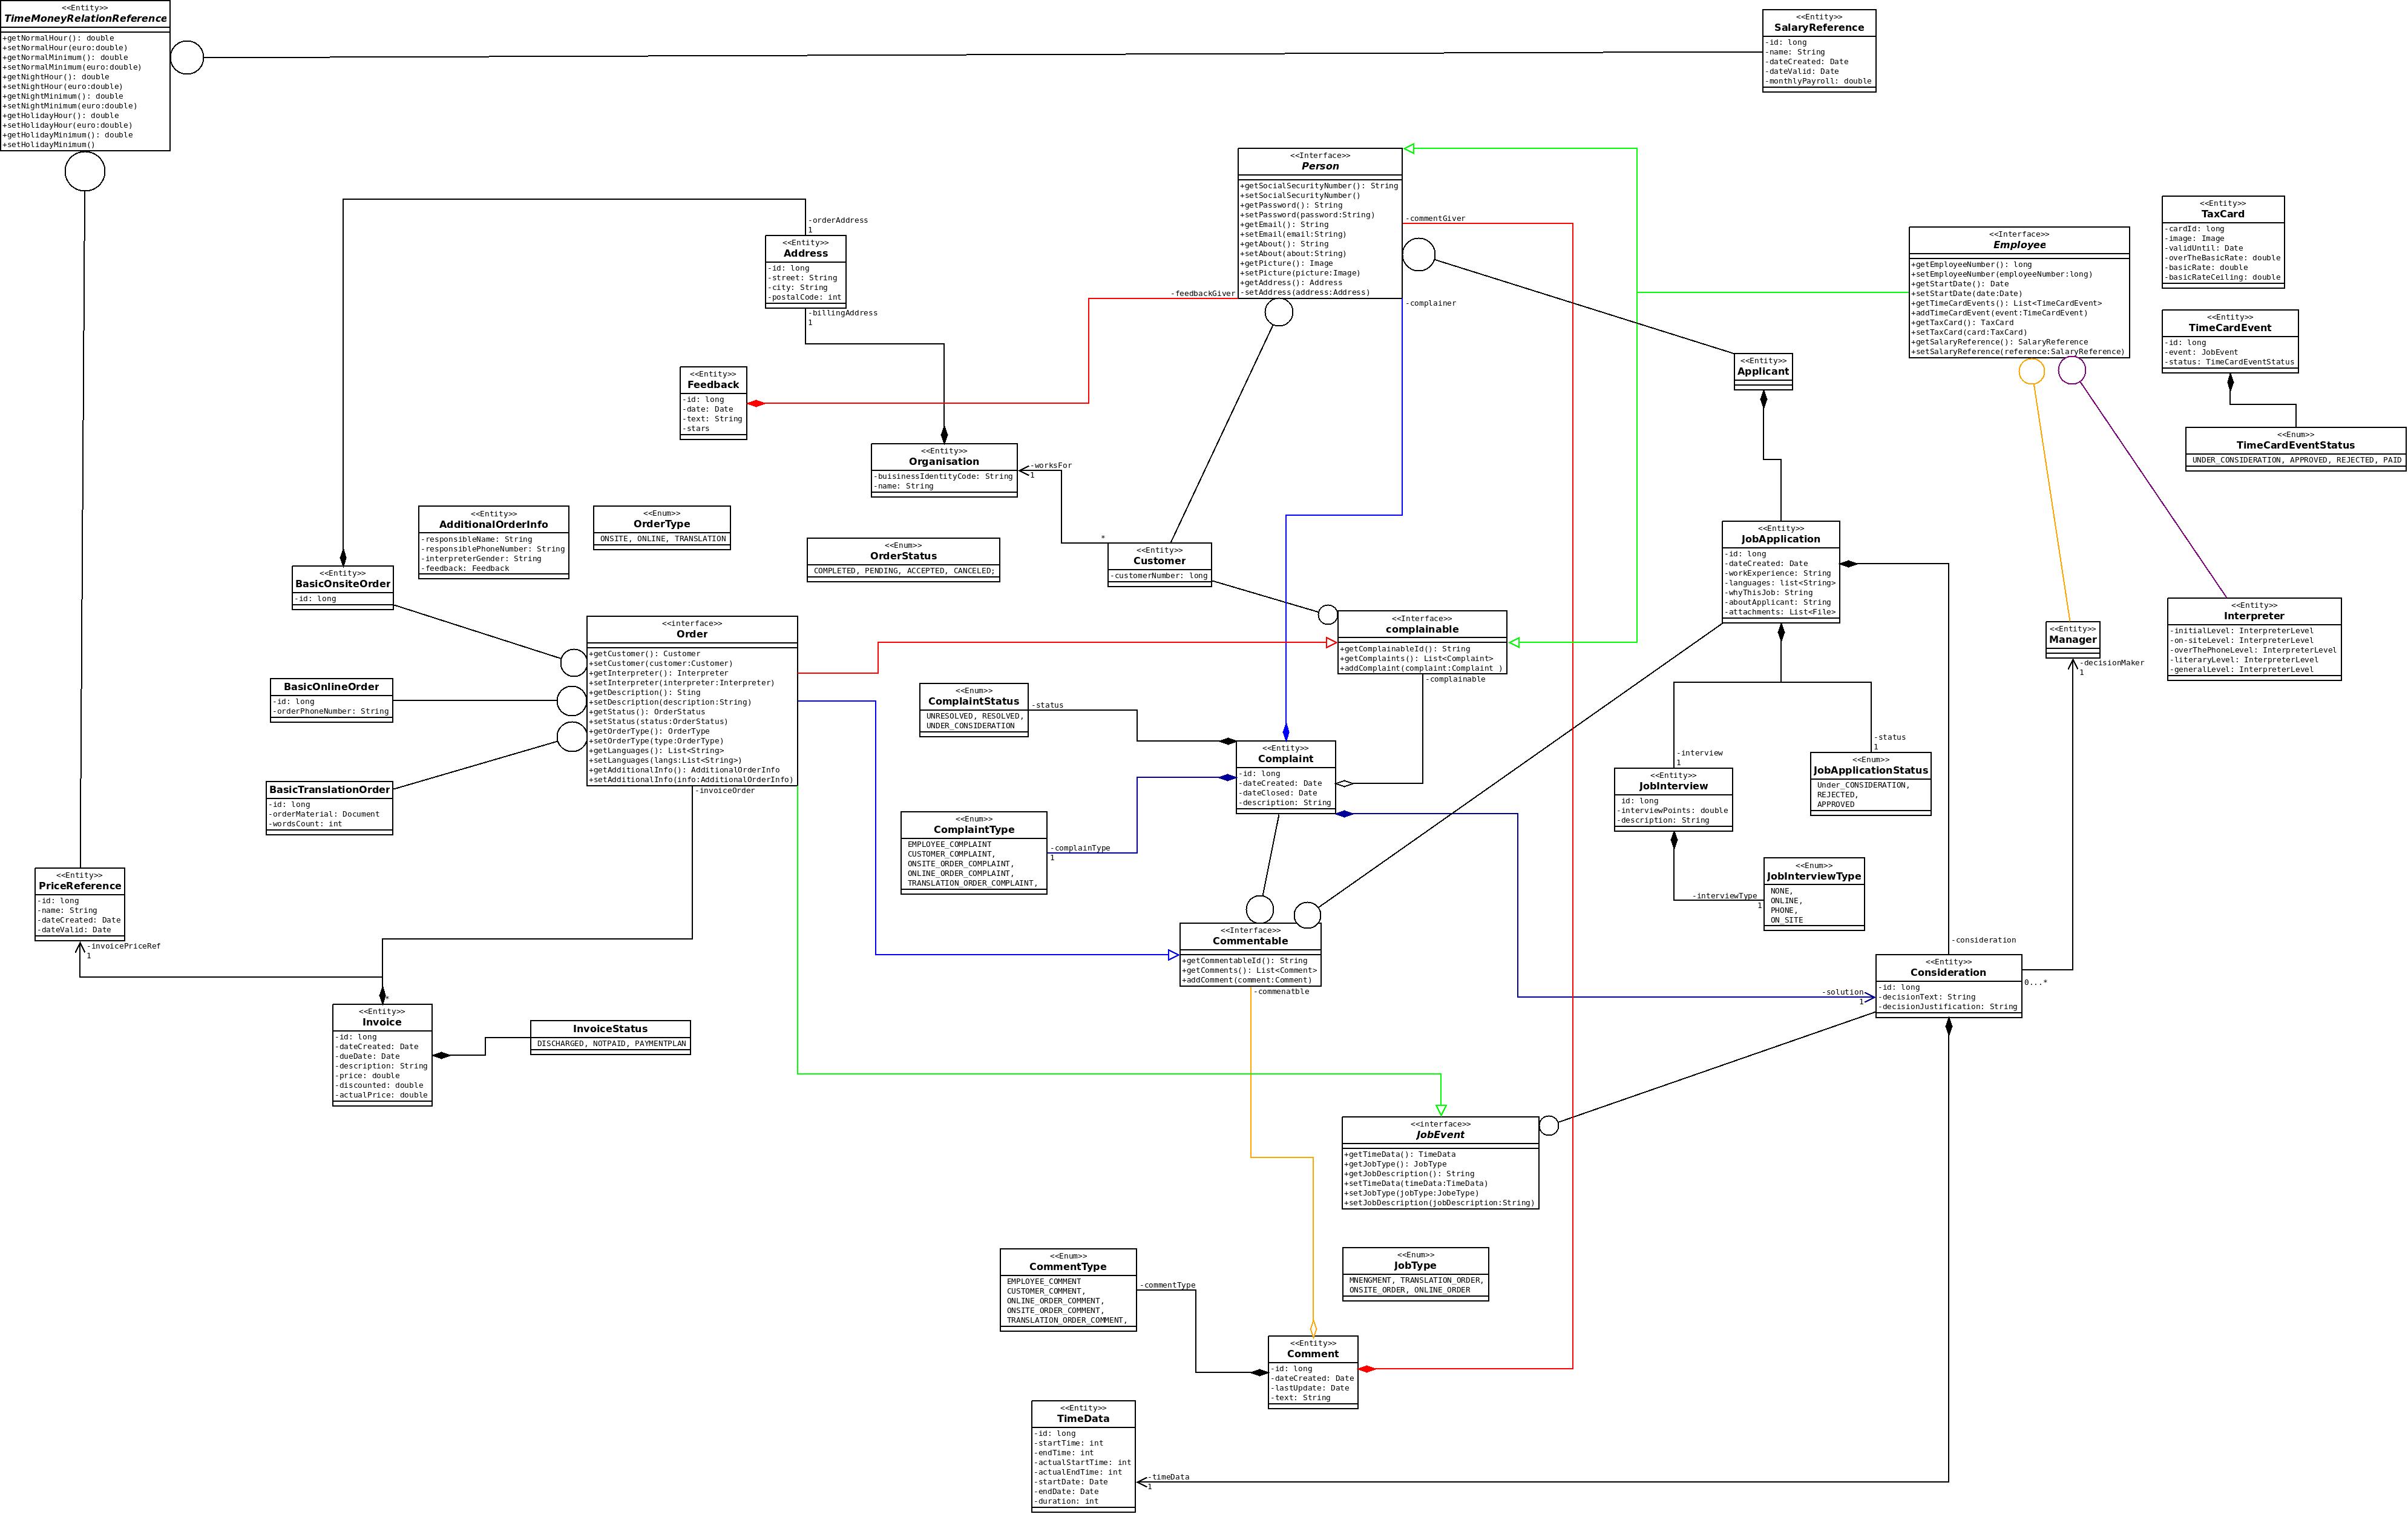 <<Entity>>
TimeMoneyRelationReference
+getNormalHour(): double
+setNormalHour(euro:double)
+getNormalMinimum(): double
+setNormalMinimum(euro:double)
+getNightHour(): double
+setNightHour(euro:double)
+getNightMinimum(): double
+setNightMinimum(euro:double)
+getHolidayHour(): double
+setHolidayHour(euro:double)
+getHolidayMinimum(): double
+setHolidayMinimum()
<<Entity>>
SalaryReference
-id: long
-name: String
-dateCreated: Date
-dateValid: Date
-monthlyPayroll: double
<<Interface>>
Person
+getSocialSecurityNumber(): String
+setSocialSecurityNumber()
+getPassword(): String
+setPassword(password:String)
+getEmail(): String
+setEmail(email:String)
+getAbout(): String
+setAbout(about:String)
+getPicture(): Image
+setPicture(picture:Image)
+getAddress(): Address
-setAddress(address:Address)
-commentGiver
-feedbackGiver
-complainer
<<Interface>>
Employee
+getEmployeeNumber(): long
+setEmployeeNumber(employeeNumber:long)
+getStartDate(): Date
+setStartDate(date:Date)
+getTimeCardEvents(): List<TimeCardEvent>
+addTimeCardEvent(event:TimeCardEvent)
+getTaxCard(): TaxCard
+setTaxCard(card:TaxCard)
+getSalaryReference(): SalaryReference
+setSalaryReference(reference:SalaryReference)
<<Entity>>
TaxCard
-cardId: long
-image: Image
-validUntil: Date
-overTheBasicRate: double
-basicRate: double
-basicRateCeiling: double
<<Entity>>
TimeCardEvent
-id: long
-event: JobEvent
-status: TimeCardEventStatus
<<Enum>>
TimeCardEventStatus
UNDER_CONSIDERATION, APPROVED, REJECTED, PAID
-orderAddress
1
<<Entity>>
Address
-id: long
-street: String
-city: String
-postalCode: int
-billingAddress
1
<<Entity>>
Feedback
-id: long
-date: Date
-text: String
-stars
<<Entity>>
Applicant
<<Entity>>
Organisation
-buisinessIdentityCode: String
-name: String
-worksFor
1
*
<<Entity>>
Customer
-customerNumber: long
<<Entity>>
AdditionalOrderInfo
-responsibleName: String
-responsiblePhoneNumber: String
-interpreterGender: String
-feedback: Feedback
<<Enum>>
OrderType
ONSITE, ONLINE, TRANSLATION
<<Enum>>
OrderStatus
COMPLETED, PENDING, ACCEPTED, CANCELED;
<<Entity>>
BasicOnsiteOrder
-id: long
<<Entity>>
JobApplication
-id: long
-dateCreated: Date
-workExperience: String
-languages: list<String>
-whyThisJob: String
-aboutApplicant: String
-attachments: List<File>
<<Entity>>
Manager
-decisionMaker
1
<<Entity>>
Interpreter
-initialLevel: InterpreterLevel
-on-siteLevel: InterpreterLevel
-overThePhoneLevel: InterpreterLevel
-literaryLevel: InterpreterLevel
-generalLevel: InterpreterLevel
<<interface>>
Order
+getCustomer(): Customer
+setCustomer(customer:Customer)
+getInterpreter(): Interpreter
+setInterpreter(interpreter:Interpreter)
+getDescription(): Sting
+setDescription(description:String)
+getStatus(): OrderStatus
+setStatus(status:OrderStatus)
+getOrderType(): OrderType
+setOrderType(type:OrderType)
+getLanguages(): List<String>
+setLanguages(langs:List<String>)
+getAdditionalInfo(): AdditionalOrderInfo
+setAdditionalInfo(info:AdditionalOrderInfo)
-invoiceOrder
<<Interface>>
complainable
+getComplainableId(): String
+getComplaints(): List<Complaint>
+addComplaint(complaint:Complaint )
-complainable
BasicOnlineOrder
-id: long
-orderPhoneNumber: String
BasicTranslationOrder
-id: long
-orderMaterial: Document
-wordsCount: int
<<Enum>>
ComplaintStatus
UNRESOLVED, RESOLVED,
UNDER_CONSIDERATION
-status
<<Entity>>
Complaint
-id: long
-dateCreated: Date
-dateClosed: Date
-description: String
<<Enum>>
ComplaintType
EMPLOYEE_COMPLAINT
CUSTOMER_COMPLAINT,
ONSITE_ORDER_COMPLAINT,
ONLINE_ORDER_COMPLAINT,
TRANSLATION_ORDER_COMPLAINT,
-complainType
1
-interview
1
<<Entity>>
JobInterview
id: long
-interviewPoints: double
-description: String
-status
1
<<Enum>>
JobApplicationStatus
Under_CONSIDERATION,
REJECTED,
APPROVED
-interviewType
1
<<Enum>>
JobInterviewType
NONE,
ONLINE,
PHONE,
ON_SITE
<<Entity>>
PriceReference
-id: long
-name: String
-dateCreated: Date
-dateValid: Date
-invoicePriceRef
1
<<Interface>>
Commentable
+getCommentableId(): String
+getComments(): List<Comment>
+addComment(comment:Comment)
-commenatble
-consideration
<<Entity>>
Consideration
-id: long
-decisionText: String
-decisionJustification: String
0...*
-solution
1
*
<<Entity>>
Invoice
-id: long
-dateCreated: Date
-dueDate: Date
-description: String
-price: double
-discounted: double
-actualPrice: double
InvoiceStatus
DISCHARGED, NOTPAID, PAYMENTPLAN
<<interface>>
JobEvent
+getTimeData(): TimeData
+getJobType(): JobType
+getJobDescription(): String
+setTimeData(timeData:TimeData)
+setJobType(jobType:JobeType)
+setJobDescription(jobDescription:String)
<<Enum>>
CommentType
EMPLOYEE_COMMENT
CUSTOMER_COMMENT,
ONLINE_ORDER_COMMENT,
ONSITE_ORDER_COMMENT,
TRANSLATION_ORDER_COMMENT,
-commentType
<<Enum>>
JobType
MNENGMENT, TRANSLATION_ORDER,
ONSITE_ORDER, ONLINE_ORDER
<<Entity>>
Comment
-id: long
-dateCreated: Date
-lastUpdate: Date
-text: String
<<Entity>>
TimeData
-id: long
-startTime: int
-endTime: int
-actualStartTime: int
-actualEndTime: int
-startDate: Date
-endDate: Date
-duration: int
-timeData
1